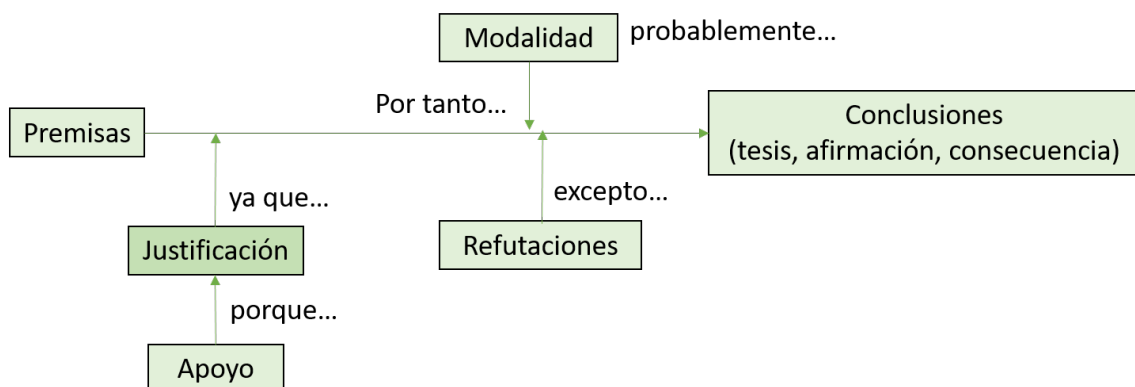 Modalidad
probablemente...
Por tanto...
Premisas
Conclusiones
(tesis, afirmación, consecuencia)
ya que...
excepto...
Justificación
Refutaciones
porque...
Apoyo